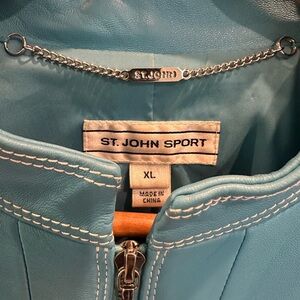 ST.JOHN
ST. JOHN SPORT
XL
MADE IN
CHINA